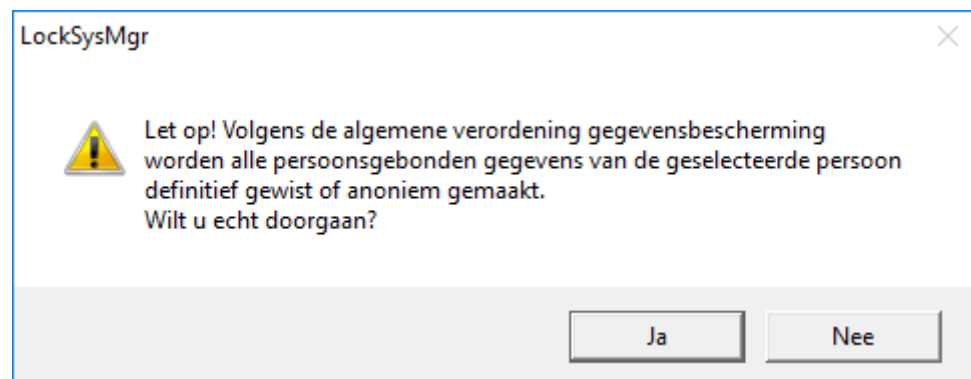 LockSysMgr
Let op! Volgens de algemene verordening gegevensbescherming
worden alle persoonsgebonden gegevens van de geselecteerde persoon
definitief gewist of anoniem gemaakt.
Wilt u echt doorgaan?
Ja
Nee